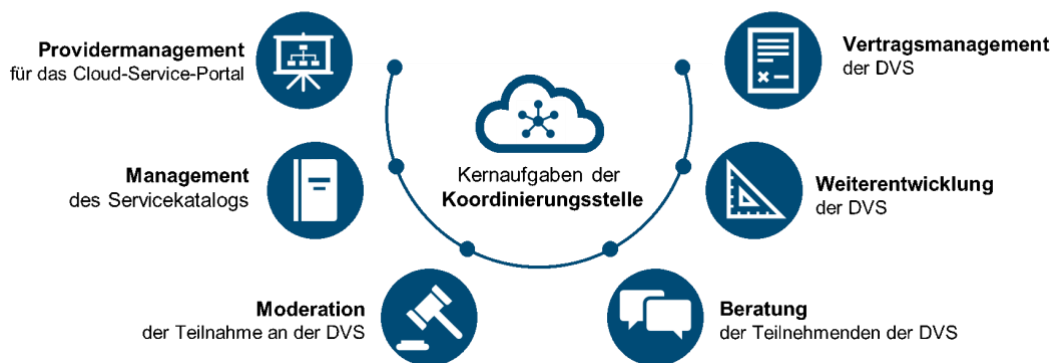 Providermanagement
für das Cloud-Service-Portal
Management
des Servicekatalogs
Moderation
der Teilnahme an der DVS
Kernaufgaben der
Koordinierungsstelle
Vertragsmanagement
der DVS
Weiterentwicklung
der DVS
Beratung
der Teilnehmenden der DVS